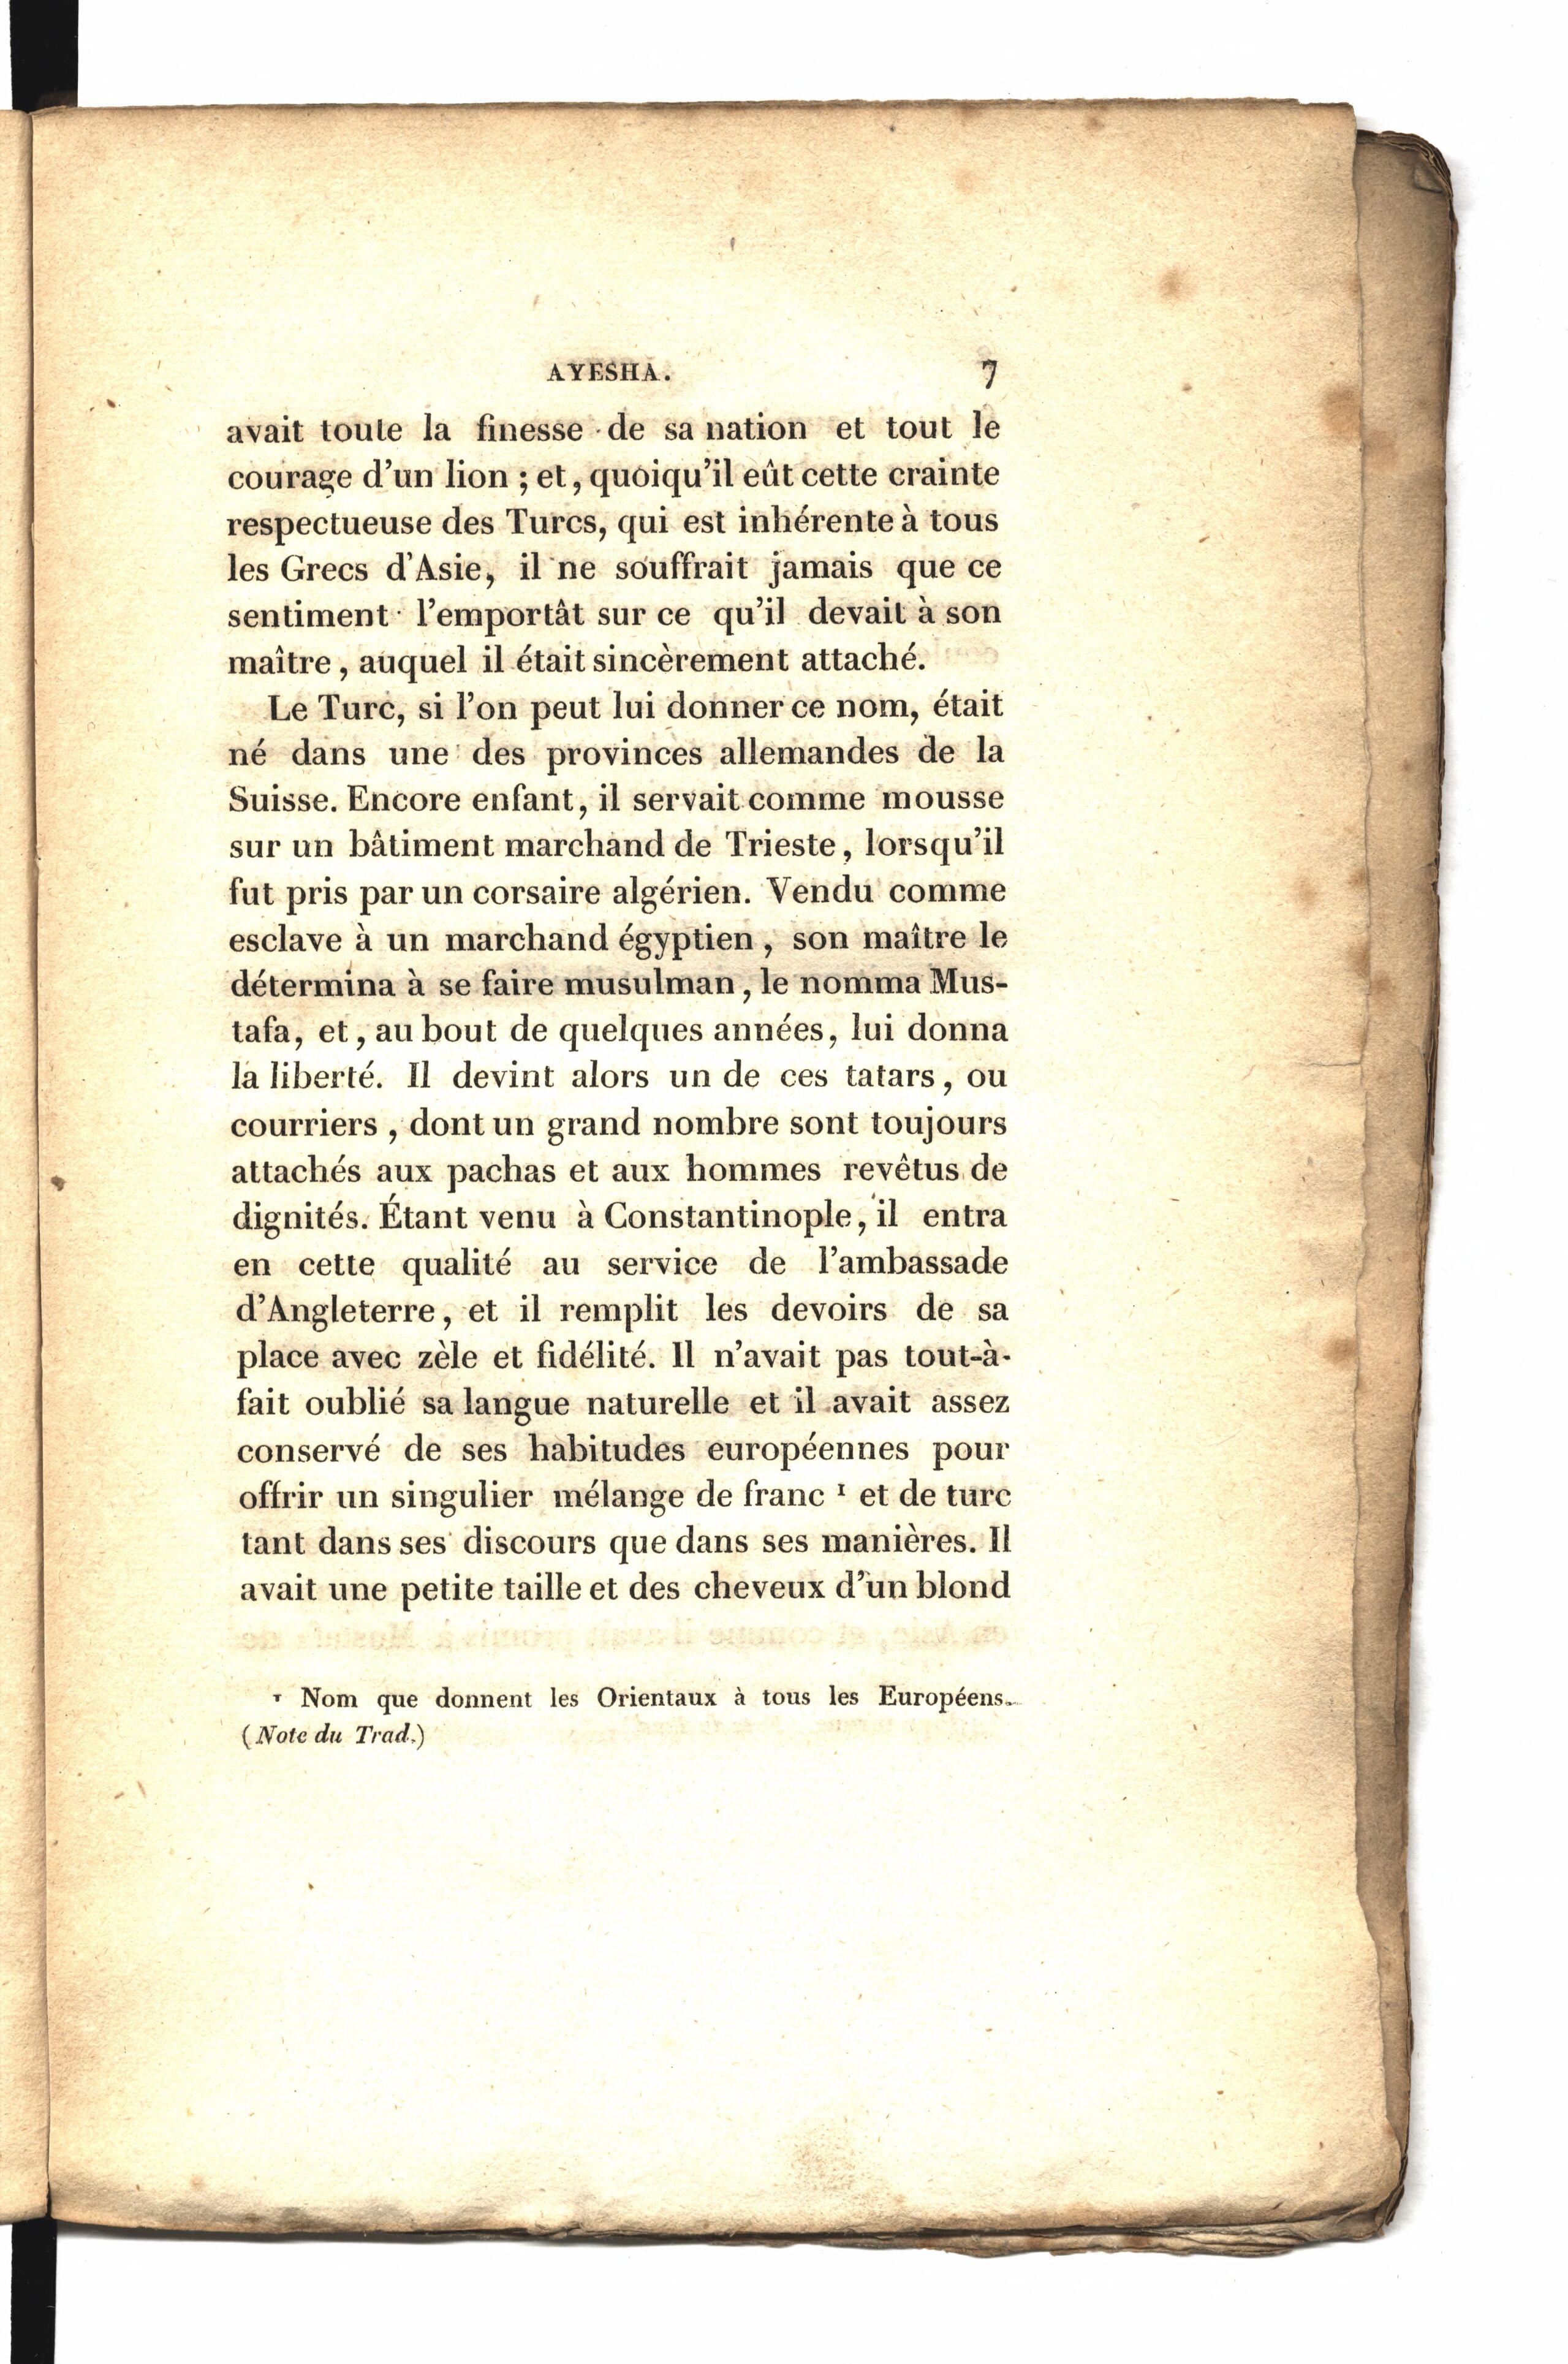 AYESHA. 7
avait toute la finesse de sa nation et tout le
courage d'un lion ; et, quoiqu'il eût cette crainte
respectueuse des Turcs, qui est inhérente à tous
les Grecs d'Asie, il ne souffrait jamais que ce
sentiment l'emportât sur ce qu'il devait à son
maître, auquel il était sincèrement attaché.
Le Turc, si l'on peut lui donner ce nom, était
né dans une des provinces allemandes de la
Suisse. Encore enfant, il servait comme mousse
sur un bâtiment marchand de Trieste, lorsqu'il
fut pris par un corsaire algérien. Vendu comme
esclave à un marchand égyptien, son maître le
détermina à se faire musulman, le nomma Mus-
tafa, et, au bout de quelques années, lui donna
la liberté. Il devint alors un de ces tatars, ou
courriers, dont un grand nombre sont toujours
attachés aux pachas et aux hommes revêtus de
dignités. Étant venu à Constantinople, il entra
en cette qualité au service de l'ambassade
d'Angleterre, et il remplit les devoirs de sa
place avec zèle et fidélité. Il n'avait pas tout-à-
fait oublié sa langue naturelle et il avait assez
conservé de ses habitudes européennes pour
offrir un singulier mélange de franc ¹ et de turc
tant dans ses discours que dans ses manières. Il
avait une petite taille et des cheveux d'un blond
¹ Nom que donnent les Orientaux à tous les Européens.
(Note du Trad.)